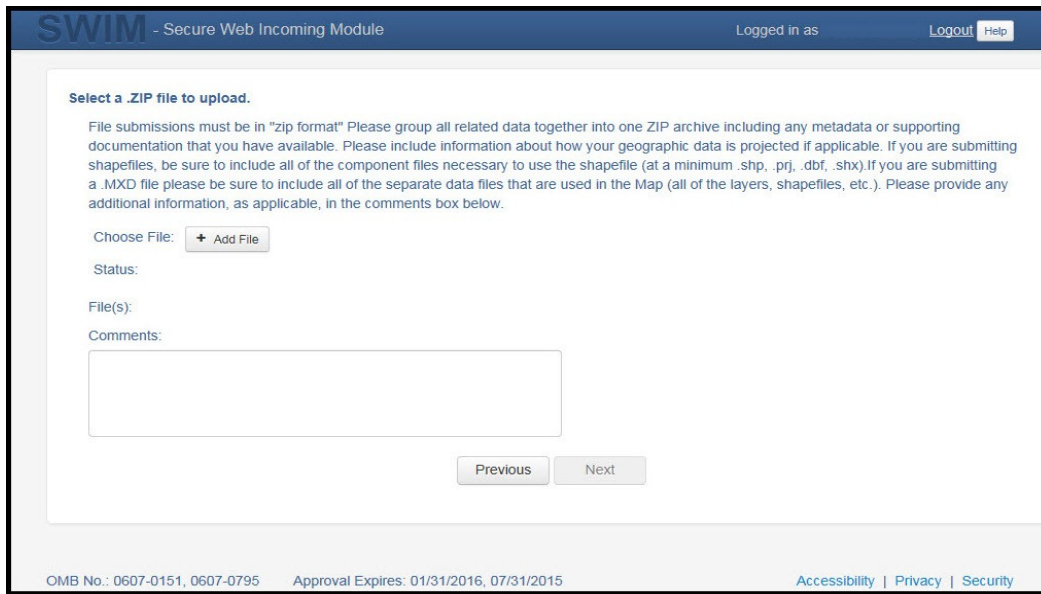 SWIM - Secure Web Incoming Module Logged in as Logout Help
Select a .ZIP file to upload.
File submissions must be in "zip format" Please group all related data together into one ZIP archive including any metadata or supporting
documentation that you have available. Please include information about how your geographic data is projected if applicable. If you are submitting
shapefiles, be sure to include all of the component files necessary to use the shapefile (at a minimum .shp, .prj, .dbf, .shx).If you are submitting
a .MXD file please be sure to include all of the separate data files that are used in the Map (all of the layers, shapefiles, etc.). Please provide any
additional information, as applicable, in the comments box below.
Choose File: + Add File
Status:
File(s):
Comments:
Previous Next
OMB No.: 0607-0151, 0607-0795 Approval Expires: 01/31/2016, 07/31/2015 Accessibility | Privacy | Security